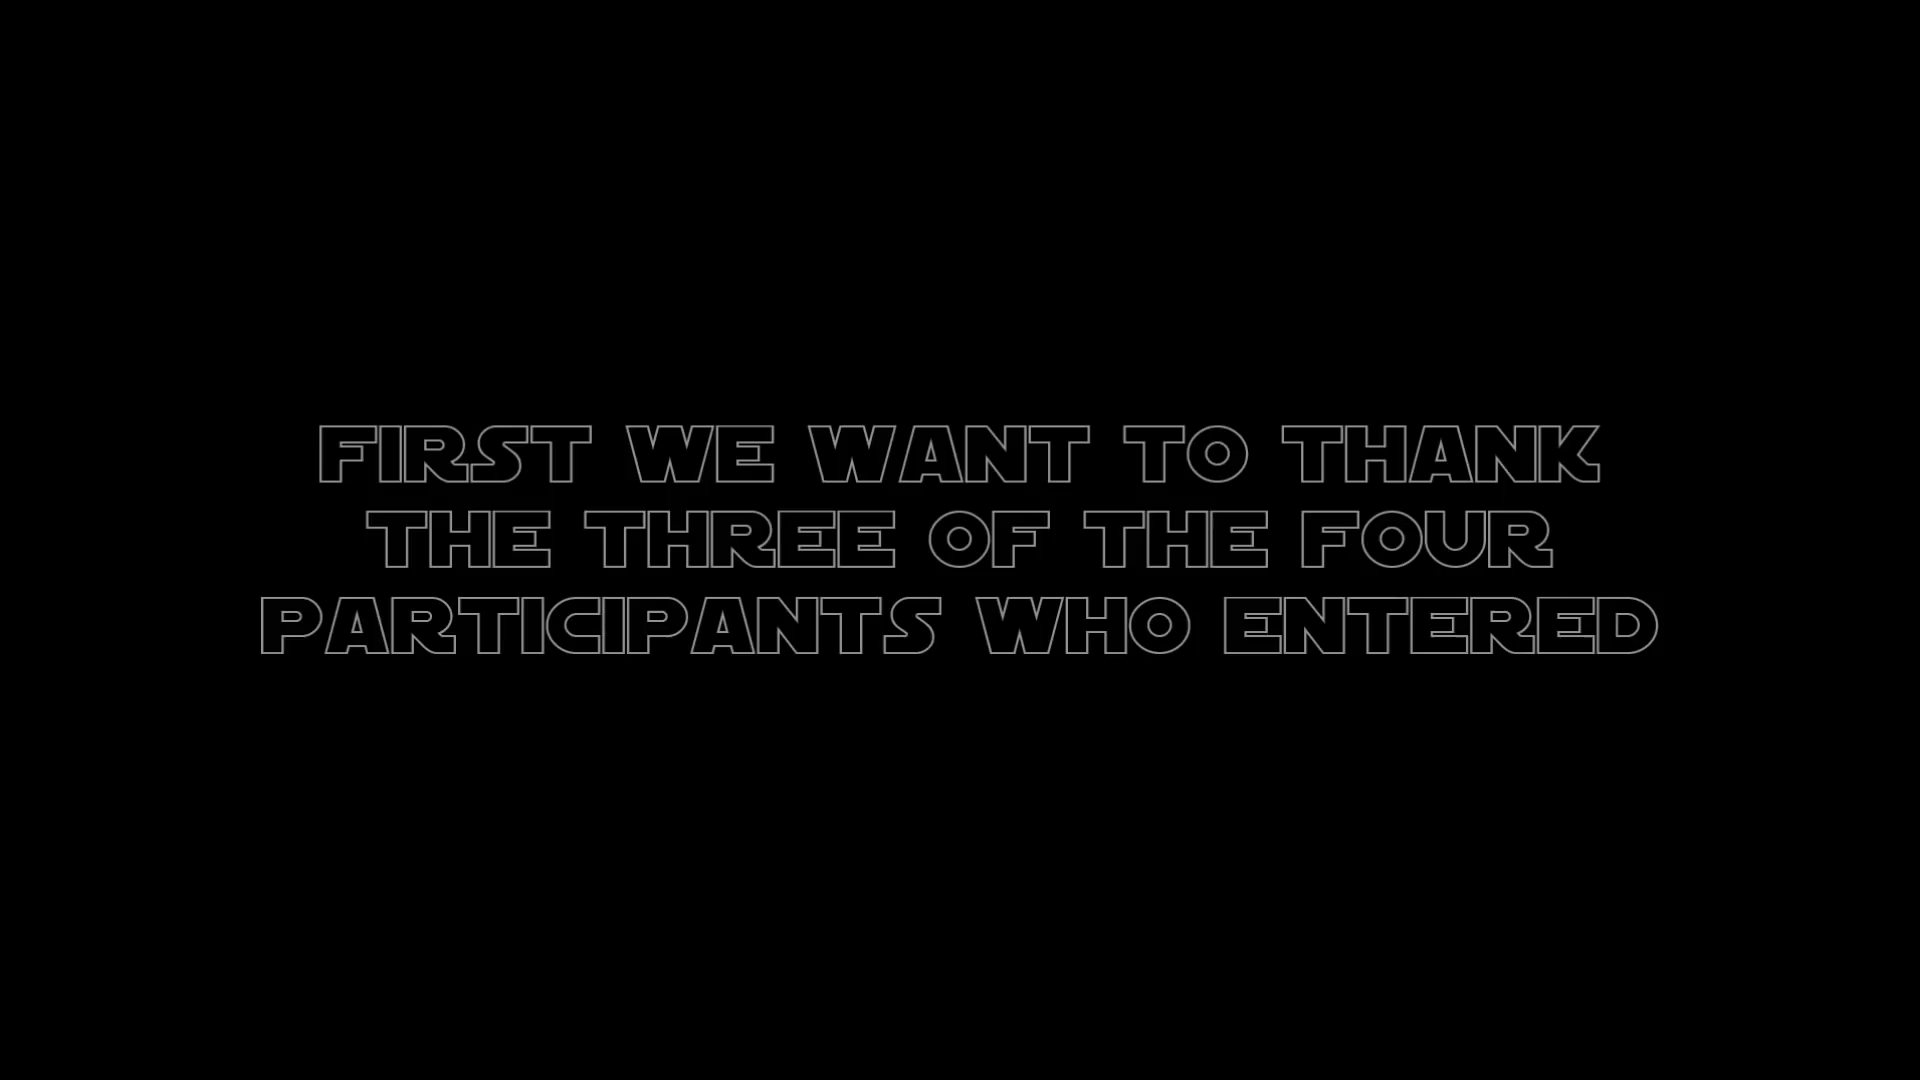 FIRST WE WANT TO THANK
THE THREE OF THE FOUR
PARTICIPANTS WHO ENTERED